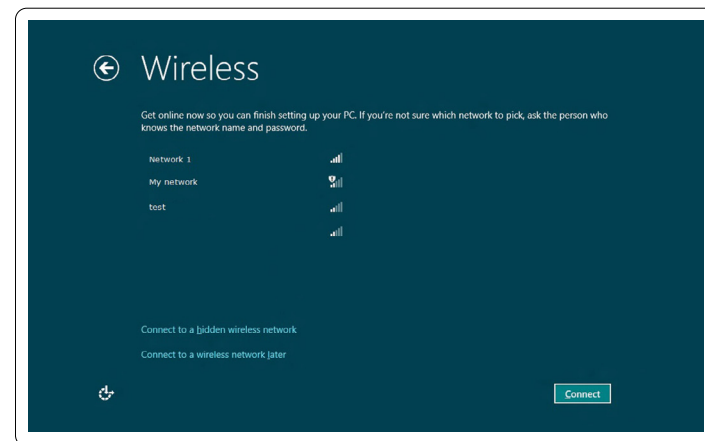 Wireless
Get online now so you can finish setting up your PC. If you're not sure which network to pick, ask the person who
knows the network name and password.
Network 1
My network
test
Connect to a hidden wireless network
Connect to a wireless network later
Connect